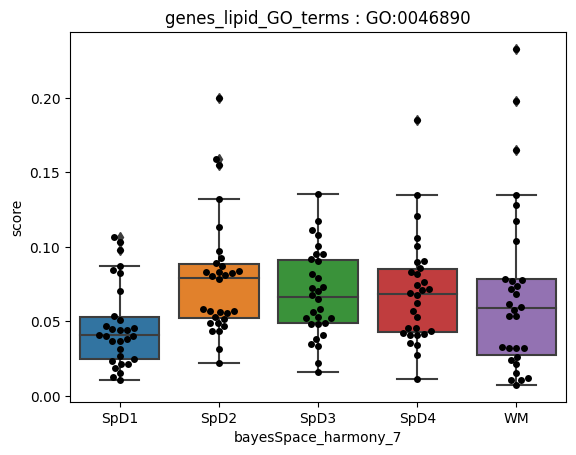 genes_lipid_GO_terms : GO:0046890
score
0.20
0.15
0.10
0.05
0.00
SpD1 SpD2 SpD3 SpD4 WM
bayesSpace_harmony_7